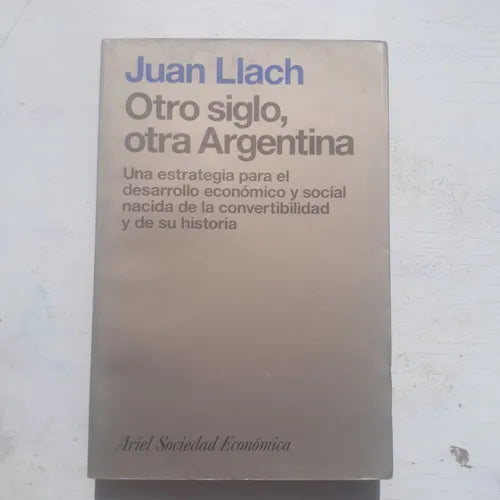 Juan Llach
Otro siglo,
otra Argentina
Una estrategia para el
desarrollo económico y social
nacida de la convertibilidad
y de su historia
Ariel Sociedad Económica